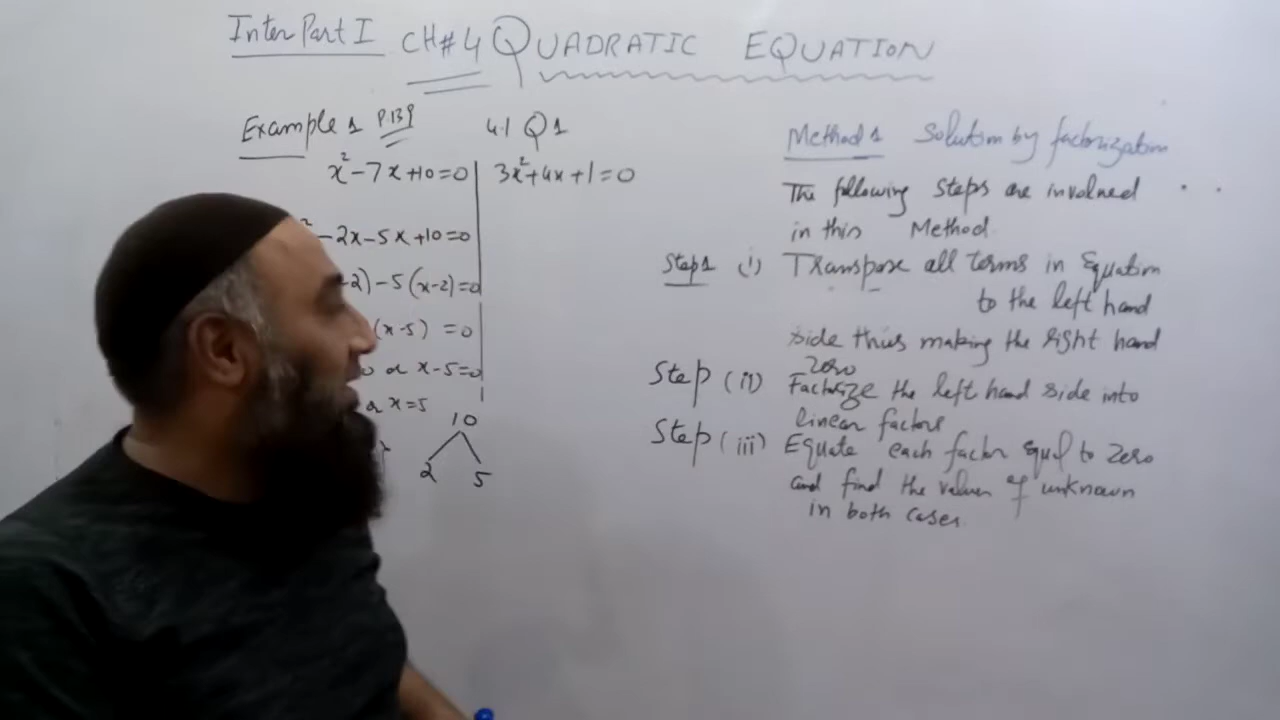 Inter Part I CH#4 QUADRATIC EQUATION
Example 1 P.139
x²-7x+10=0
-2x-5x+10=0
-2)-5(x-2)=0
(x-5) =0
x-5=0
x=5
10
2 5
4.1 Q1
3x²+4x+1=0
Method 1 Solution by factorization
The following steps are involved
in this Method
Step 1 (i) Transpose all terms in Equation
to the left hand
side thus making the right hand
zero
Step (ii) Factorize the left hand side into
linear factors
Step (iii) Equate each factor equal to zero
and find the values of unknown
in both cases.